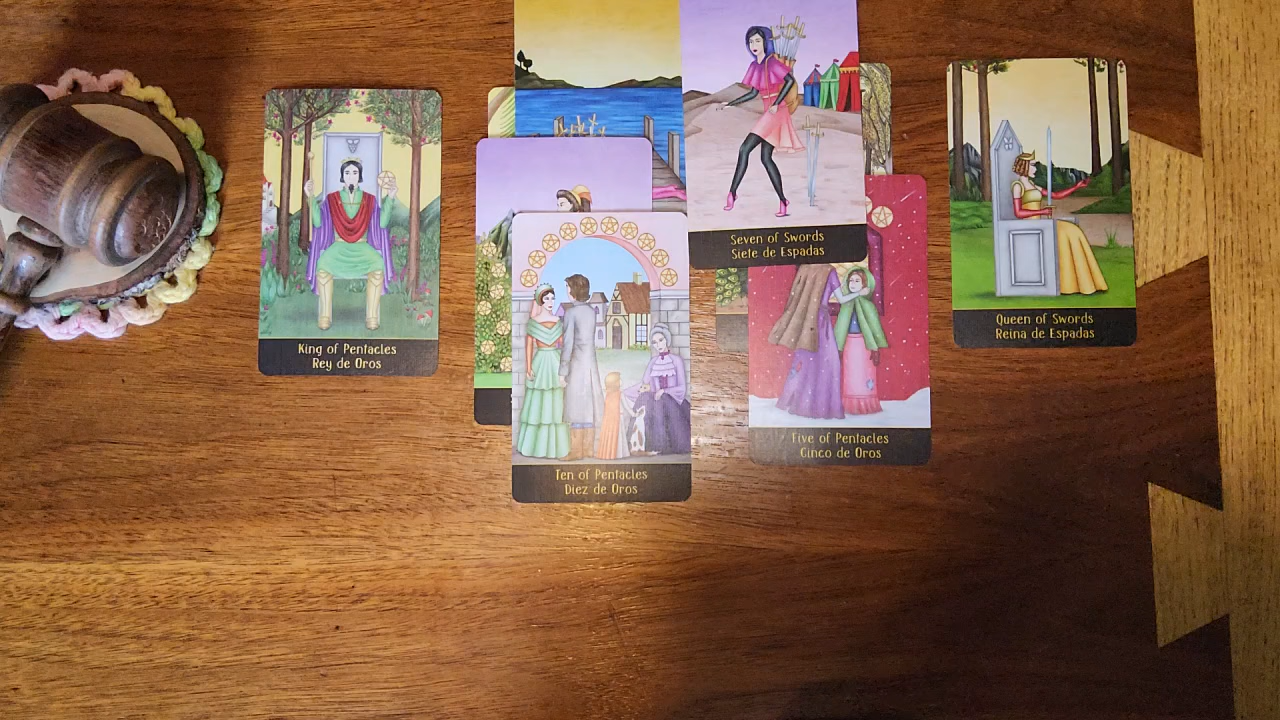 King of Pentacles
Rey de Oros
Ten of Pentacles
Diez de Oros
Seven of Swords
Siete de Espadas
Five of Pentacles
Cinco de Oros
Queen of Swords
Reina de Espadas